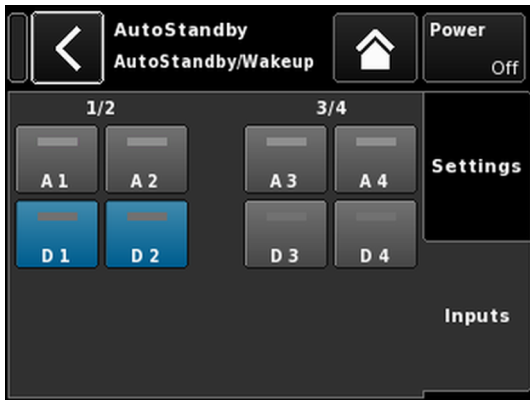 AutoStandby
AutoStandby/Wakeup
Power
Off
1/2
3/4
A 1
A 2
A 3
A 4
D 1
D 2
D 3
D 4
Settings
Inputs